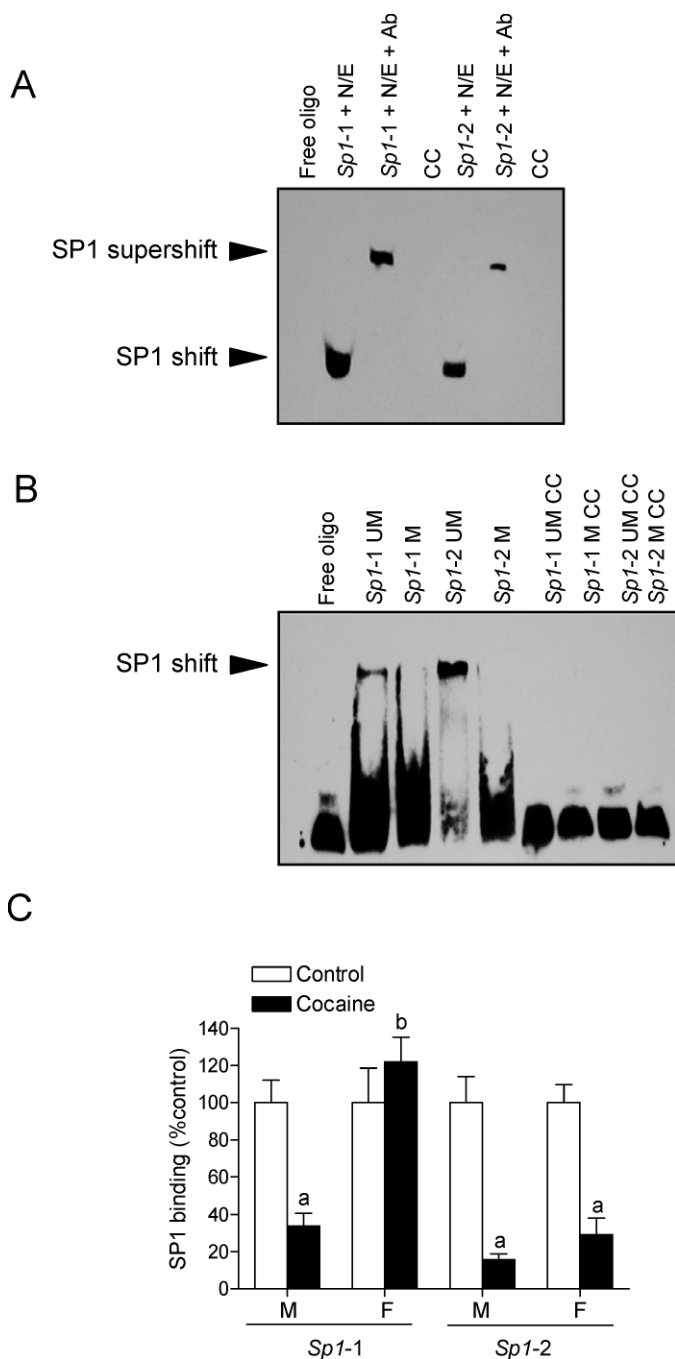 A
Free oligo
Sp1-1 + N/E
Sp1-1 + N/E + Ab
CC
Sp1-2 + N/E
Sp1-2 + N/E + Ab
CC
SP1 supershift
SP1 shift
B
Free oligo
Sp1-1 UM
Sp1-1 M
Sp1-2 UM
Sp1-2 M
Sp1-1 UM CC
Sp1-1 M CC
Sp1-2 UM CC
Sp1-2 M CC
SP1 shift
C
Control
Cocaine
SP1 binding (%control)
140
120
100
80
60
40
20
0
a
b
a
a
M
F
M
F
Sp1-1
Sp1-2